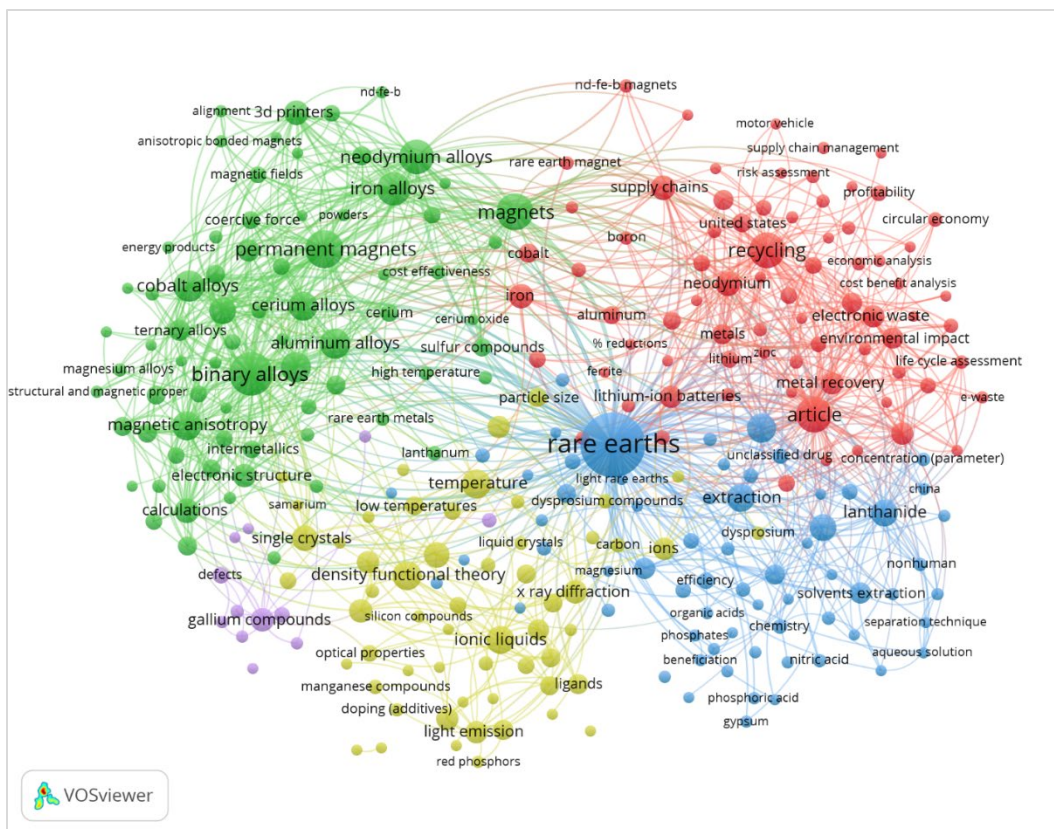 nd-fe-b magnets
nd-fe-b
alignment
3d printers
motor vehicle
anisotropic bonded magnets
supply chain management
neodymium alloys
rare earth magnet
risk assessment
magnetic fields
iron alloys
supply chains
profitability
powders
magnets
coercive force
united states
circular economy
boron
energy products
permanent magnets
cobalt
recycling
economic analysis
cost effectiveness
cobalt alloys
neodymium
cost benefit analysis
iron
cerium alloys
cerium
aluminum
electronic waste
cerium oxide
ternary alloys
metals
environmental impact
aluminum alloys
% reductions
sulfur compounds
zinc
lithium
life cycle assessment
magnesium alloys
binary alloys
high temperature
ferrite
metal recovery
structural and magnetic proper
particle size
lithium-ion batteries
e-waste
rare earth metals
article
magnetic anisotropy
rare earths
intermetallics
lanthanum
unclassified drug
concentration (parameter)
electronic structure
temperature
light rare earths
china
samarium
low temperatures
dysprosium compounds
extraction
calculations
lanthanide
single crystals
liquid crystals
carbon
ions
dysprosium
nonhuman
defects
density functional theory
x ray diffraction
magnesium
efficiency
solvents extraction
gallium compounds
silicon compounds
organic acids
chemistry
separation technique
ionic liquids
phosphates
optical properties
beneficiation
nitric acid
aqueous solution
manganese compounds
ligands
phosphoric acid
doping (additives)
gypsum
light emission
red phosphors
VOSviewer